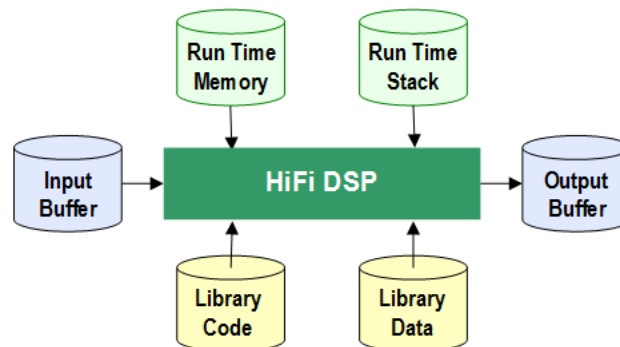 Run Time
Memory
Run Time
Stack
Input
Buffer
HiFi DSP
Output
Buffer
Library
Code
Library
Data